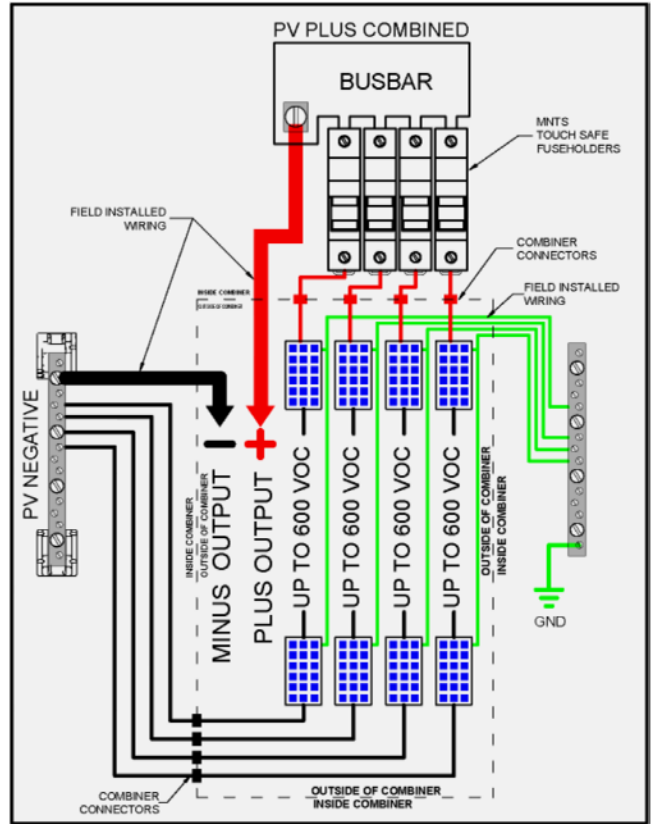 PV PLUS COMBINED
BUSBAR
MNTS
TOUCH SAFE
FUSEHOLDERS
FIELD INSTALLED
WIRING
COMBINER
CONNECTORS
INSIDE COMBINER
FIELD INSTALLED
WIRING
PV NEGATIVE
INSIDE COMBINER
OUTSIDE OF COMBINER
MINUS OUTPUT
PLUS OUTPUT
UP TO 600 VOC
UP TO 600 VOC
UP TO 600 VOC
UP TO 600 VOC
OUTSIDE OF COMBINER
INSIDE COMBINER
GND
COMBINER
CONNECTORS
OUTSIDE OF COMBINER
INSIDE COMBINER